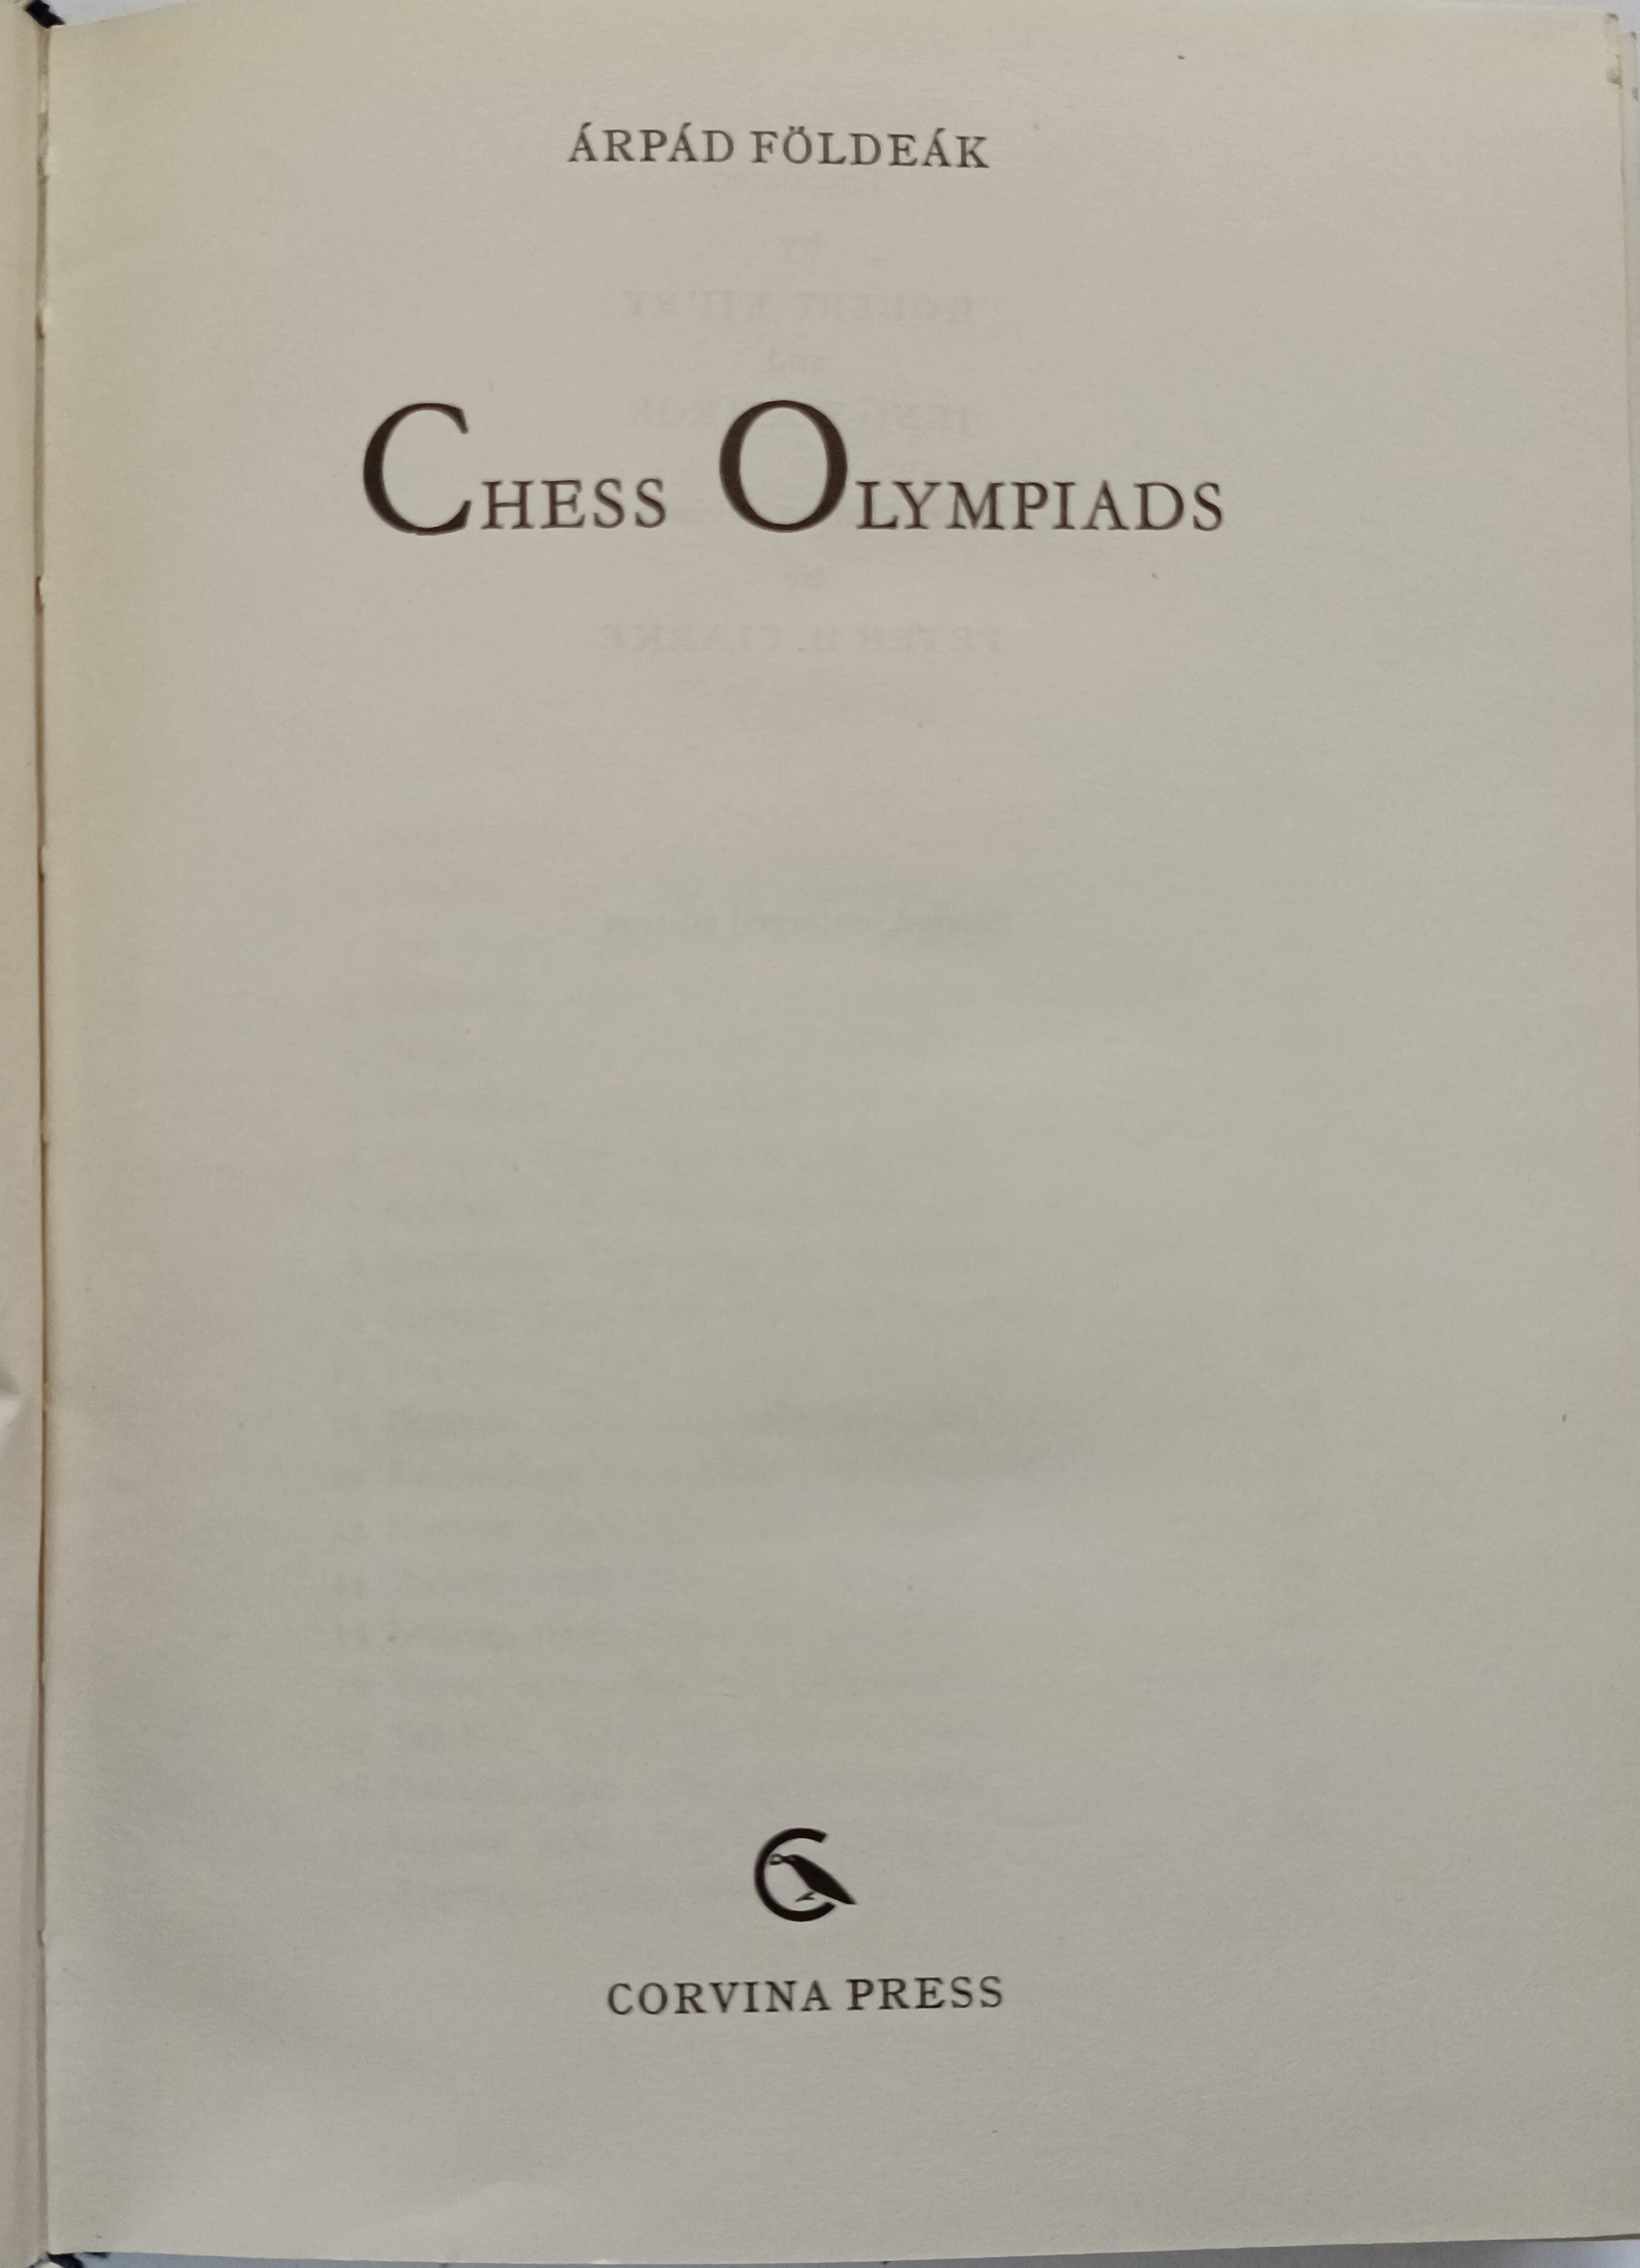 ÁRPÁD FÖLDEÁK
CHESS OLYMPIADS
CORVINA PRESS